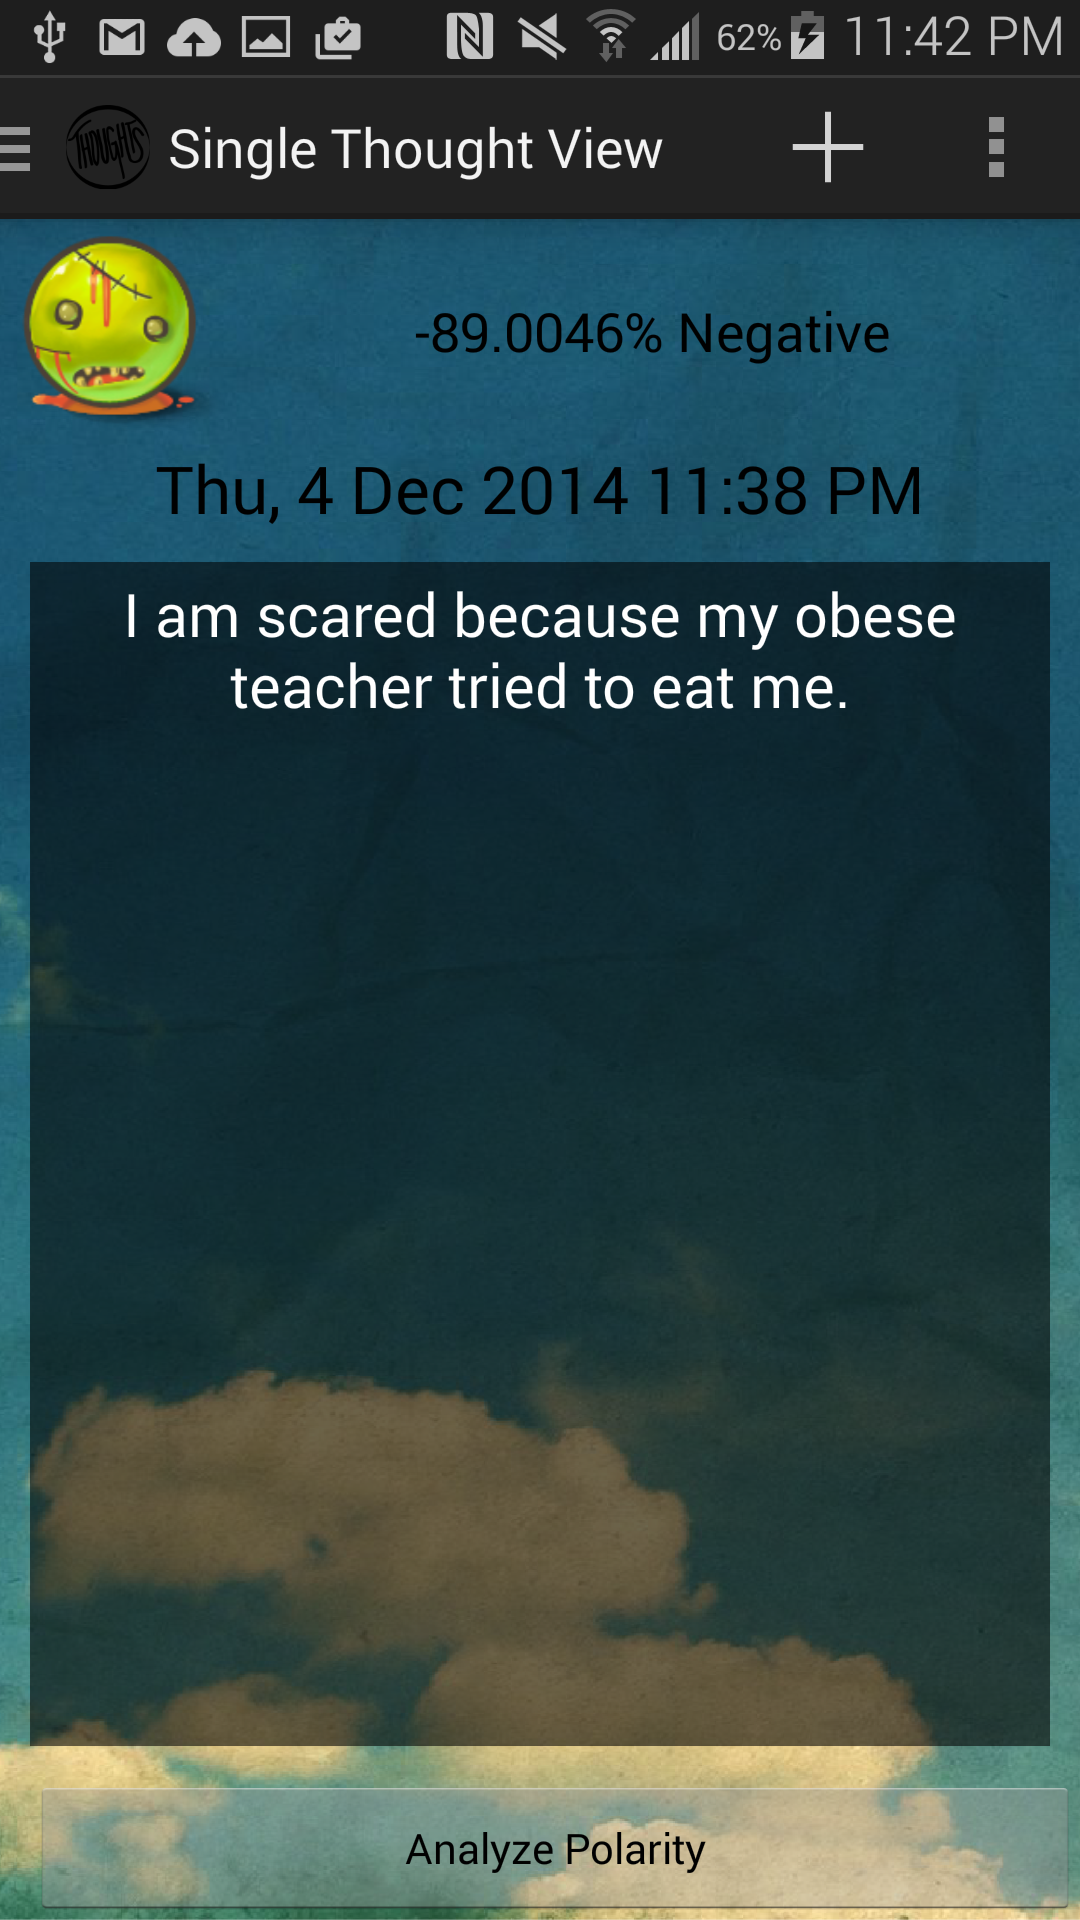 62% 11:42 PM
THOUGHTS Single Thought View
-89.0046% Negative
Thu, 4 Dec 2014 11:38 PM
I am scared because my obese
teacher tried to eat me.
Analyze Polarity